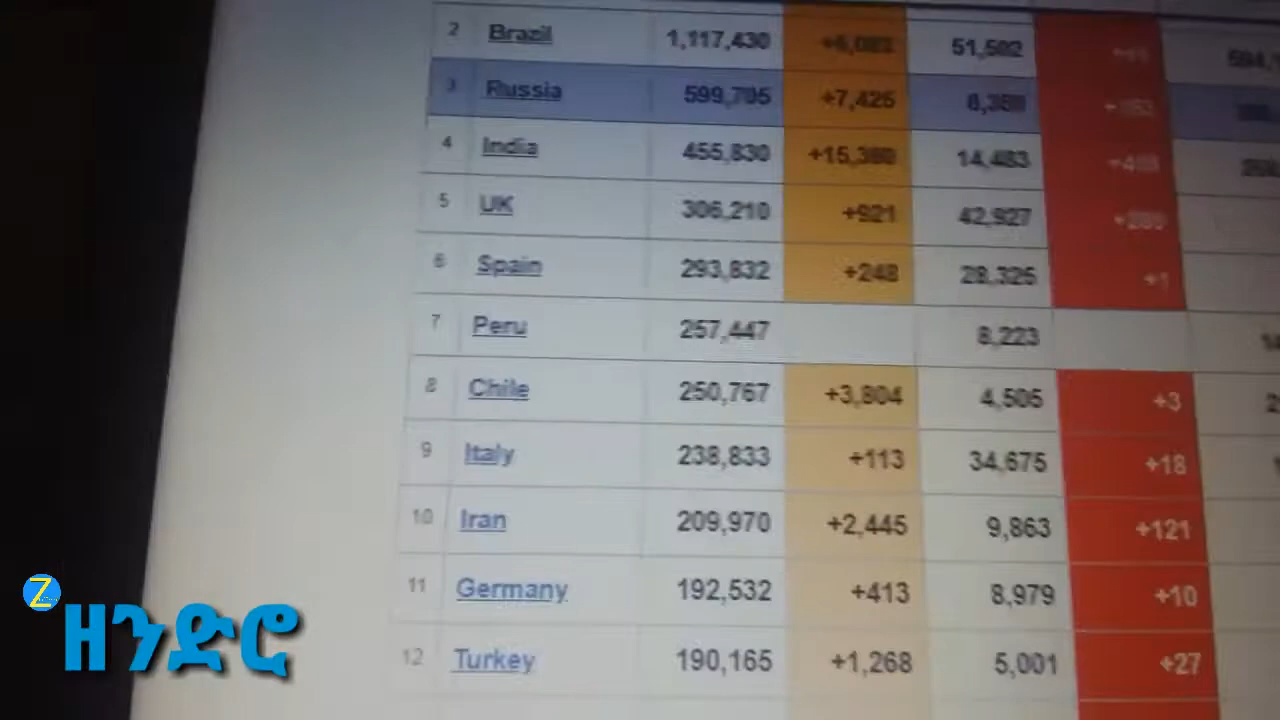 2 Brazil 1,117,430 51,502
3 Russia 599,705 +7,425
4 India 455,830 14,483
5 UK 306,210 +921 42,927
6 Spain 293,832 +248 28,325 +1
7 Peru 257,447 8,223
8 Chile 250,767 +3,804 4,505 +3
9 Italy 238,833 +113 34,675 +18
10 Iran 209,970 +2,445 9,863 +121
11 Germany 192,532 +413 8,979 +10
12 Turkey 190,165 +1,268 5,001 +27
Z
ዘንድሮ